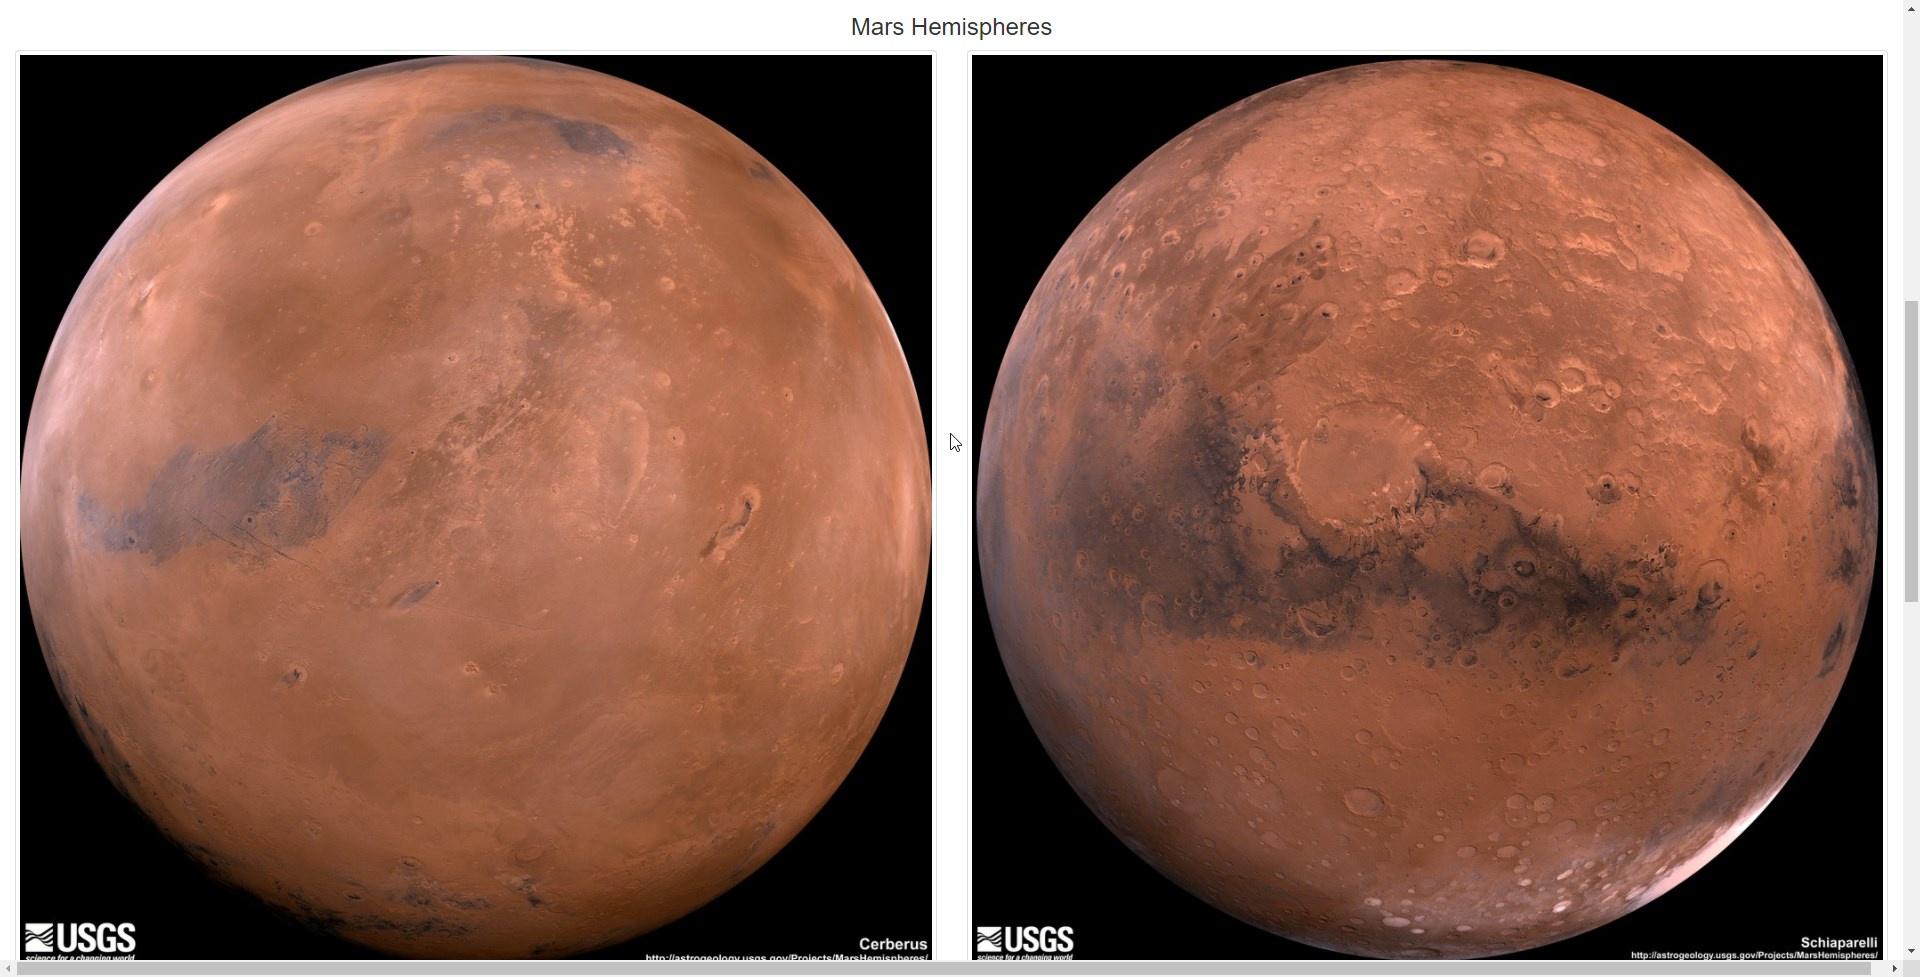 Mars Hemispheres
USGS
science for a changing world
Cerberus
http://astrogeology.usgs.gov/Projects/MarsHemispheres/
USGS
science for a changing world
Schiaparelli
http://astrogeology.usgs.gov/Projects/MarsHemispheres/